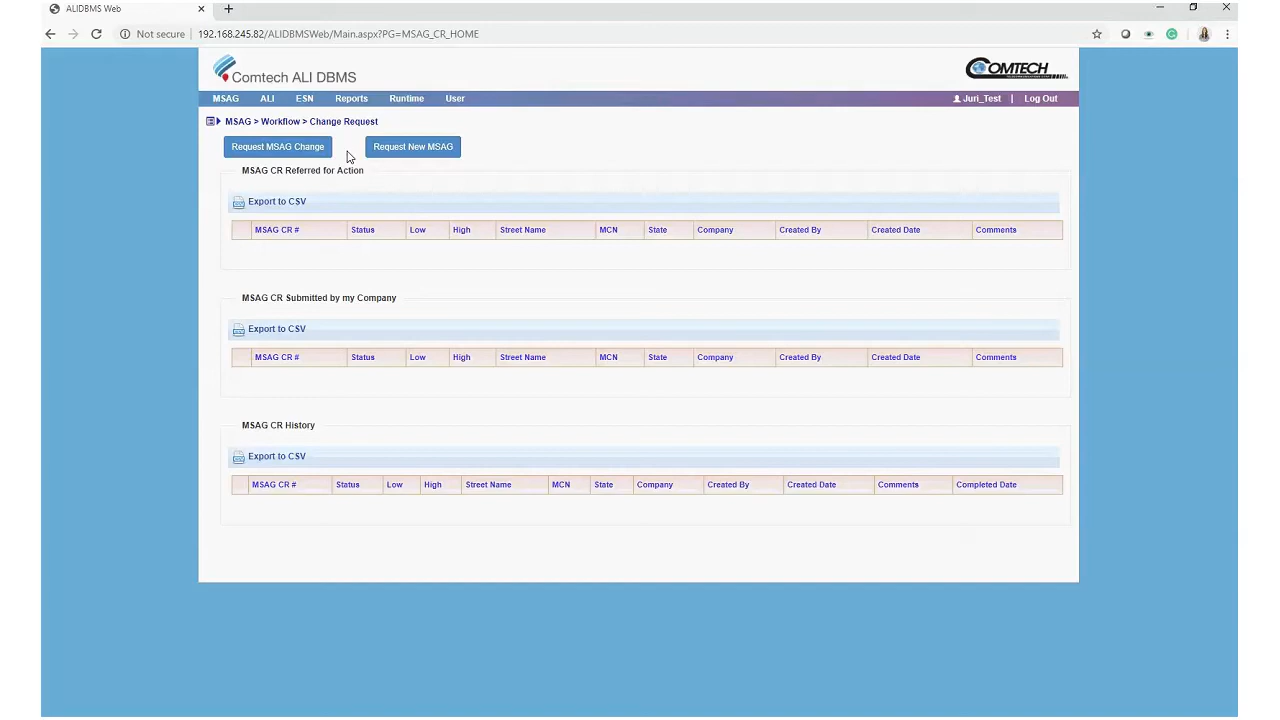 ALIDBMS Web
Not secure | 192.168.245.82/ALIDBMSWeb/Main.aspx?PG=MSAG_CR_HOME
Comtech ALI DBMS
COMTECH
MSAG ALI ESN Reports Runtime User Juri_Test | Log Out
MSAG > Workflow > Change Request
Request MSAG Change Request New MSAG
MSAG CR Referred for Action
Export to CSV
MSAG CR # Status Low High Street Name MCN State Company Created By Created Date Comments
MSAG CR Submitted by my Company
Export to CSV
MSAG CR # Status Low High Street Name MCN State Company Created By Created Date Comments
MSAG CR History
Export to CSV
MSAG CR # Status Low High Street Name MCN State Company Created By Created Date Comments Completed Date